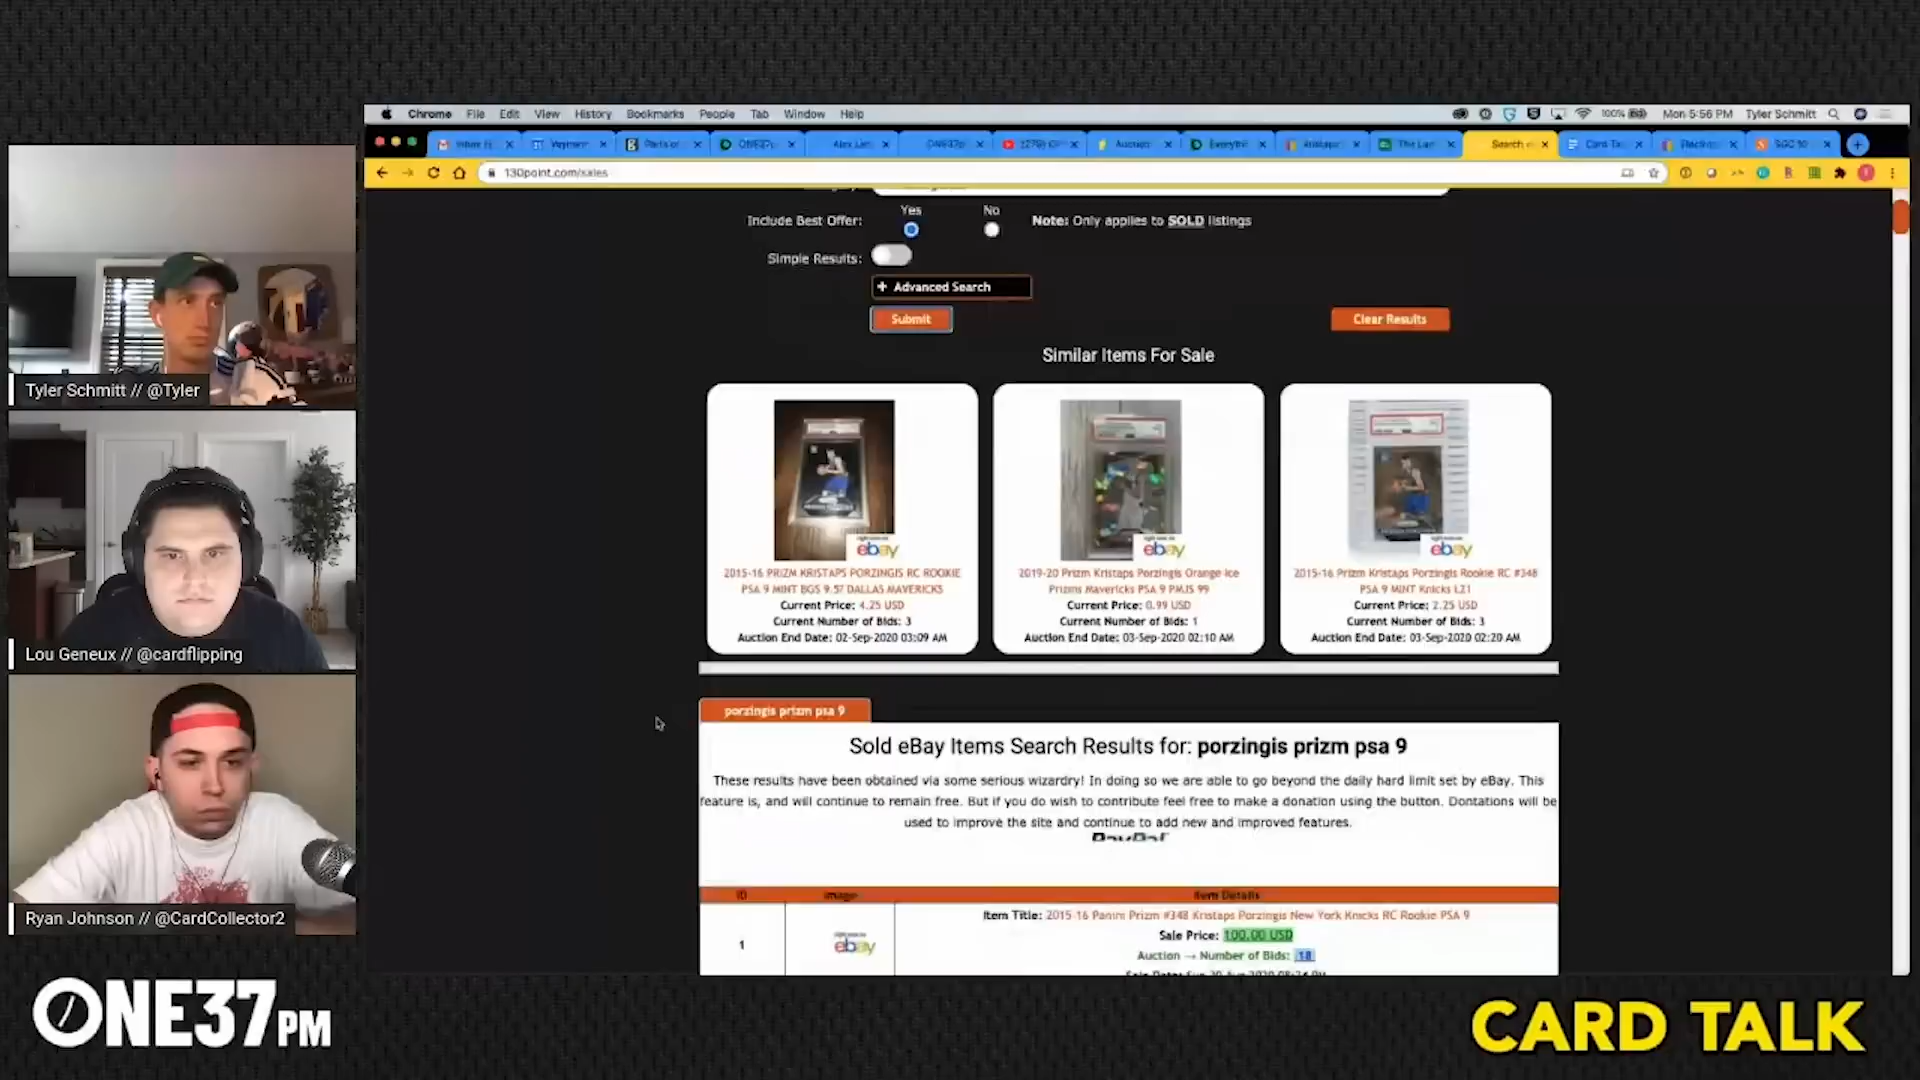 Chrome File Edit View History Bookmarks People Tab Window Help
100% Mon 5:56 PM Tyler Schmitt
130point.com/sales
Include Best Offer: Yes No Note: Only applies to SOLD listings
Simple Results:
+ Advanced Search
Submit Clear Results
Similar Items For Sale
ebay
2015-16 PRIZM KRISTAPS PORZINGIS RC ROOKIE
PSA 9 MINT BGS 9.5? DALLAS MAVERICKS
Current Price: 4.25 USD
Current Number of Bids: 3
Auction End Date: 02-Sep-2020 03:09 AM
ebay
2019-20 Prizm Kristaps Porzingis Orange Ice
Prizms Mavericks PSA 9 PMJS 99
Current Price: 0.99 USD
Current Number of Bids: 1
Auction End Date: 03-Sep-2020 02:10 AM
ebay
2015-16 Prizm Kristaps Porzingis Rookie RC #348
PSA 9 MINT Knicks L21
Current Price: 2.25 USD
Current Number of Bids: 3
Auction End Date: 03-Sep-2020 02:20 AM
porzingis prizm psa 9
Sold eBay Items Search Results for: porzingis prizm psa 9
These results have been obtained via some serious wizardry! In doing so we are able to go beyond the daily hard limit set by eBay. This
feature is, and will continue to remain free. But if you do wish to contribute feel free to make a donation using the button. Dontations will be
used to improve the site and continue to add new and improved features.
PayPal
ID Image Item Details
1
ebay
Item Title: 2015-16 Panini Prizm #348 Kristaps Porzingis New York Knicks RC Rookie PSA 9
Sale Price: 100.00 USD
Auction → Number of Bids: 18
Tyler Schmitt // @Tyler
Lou Geneux // @cardflipping
Ryan Johnson // @CardCollector2
ONE37PM
CARD TALK